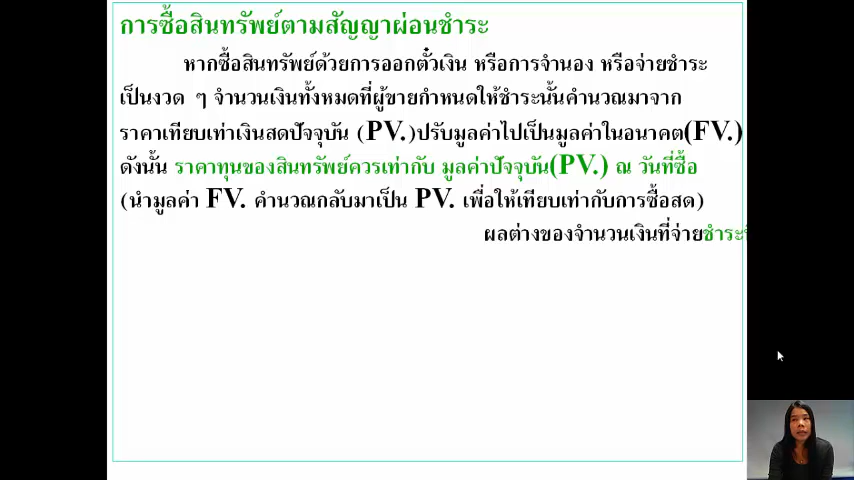 การซื้อสินทรัพย์ตามสัญญาผ่อนชำระ
หากซื้อสินทรัพย์ด้วยการออกตั๋วเงิน หรือการจำนอง หรือจ่ายชำระ
เป็นงวด ๆ จำนวนเงินทั้งหมดที่ผู้ขายกำหนดให้ชำระนั้นคำนวณมาจาก
ราคาเทียบเท่าเงินสดปัจจุบัน (PV.)ปรับมูลค่าไปเป็นมูลค่าในอนาคต(FV.)
ดังนั้น ราคาทุนของสินทรัพย์ควรเท่ากับ มูลค่าปัจจุบัน(PV.) ณ วันที่ซื้อ
(นำมูลค่า FV. คำนวณกลับมาเป็น PV. เพื่อให้เทียบเท่ากับการซื้อสด)
ผลต่างของจำนวนเงินที่จ่ายชำระ